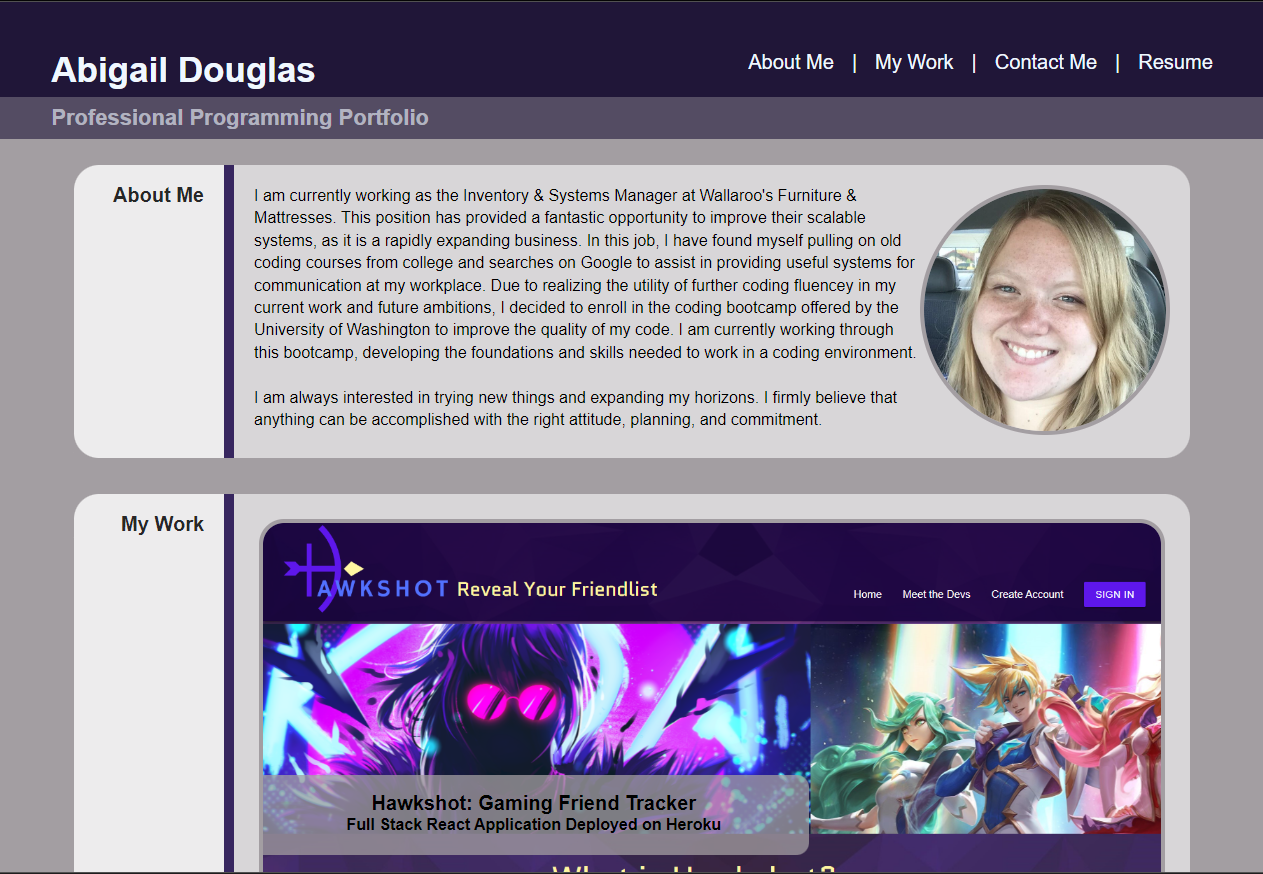 Abigail Douglas
About Me | My Work | Contact Me | Resume
Professional Programming Portfolio
About Me
I am currently working as the Inventory & Systems Manager at Wallaroo's Furniture &
Mattresses. This position has provided a fantastic opportunity to improve their scalable
systems, as it is a rapidly expanding business. In this job, I have found myself pulling on old
coding courses from college and searches on Google to assist in providing useful systems for
communication at my workplace. Due to realizing the utility of further coding fluencey in my
current work and future ambitions, I decided to enroll in the coding bootcamp offered by the
University of Washington to improve the quality of my code. I am currently working through
this bootcamp, developing the foundations and skills needed to work in a coding environment.
I am always interested in trying new things and expanding my horizons. I firmly believe that
anything can be accomplished with the right attitude, planning, and commitment.
My Work
HAWKSHOT Reveal Your Friendlist
Home Meet the Devs Create Account SIGN IN
Hawkshot: Gaming Friend Tracker
Full Stack React Application Deployed on Heroku